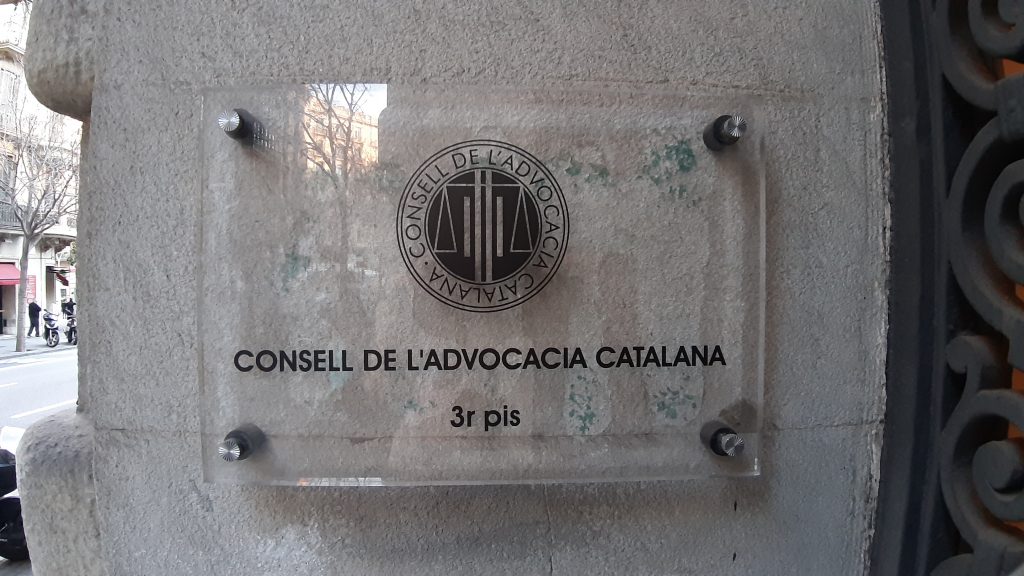 CONSELL DE L'ADVOCACIA CATALANA ·
CONSELL DE L'ADVOCACIA CATALANA
3r pis